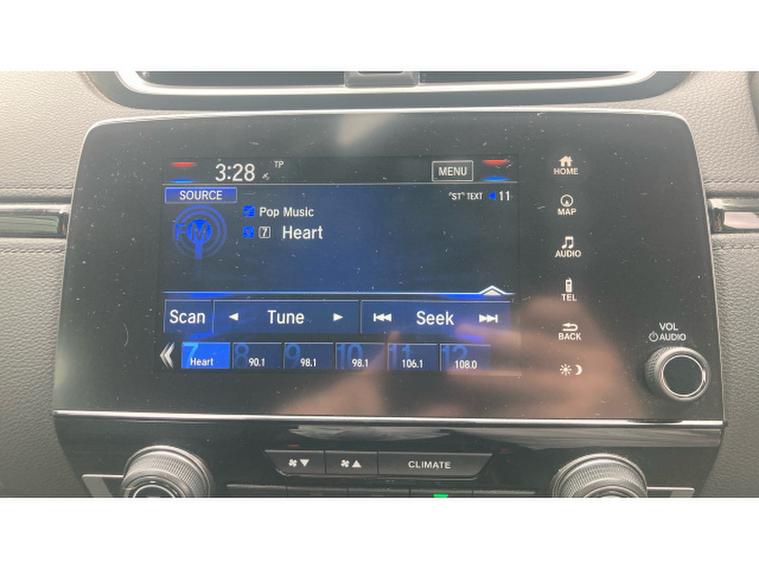 3:28 TP MENU
SOURCE "ST" TEXT 11
FM Pop Music
7 Heart
Scan Tune Seek
7 8 9 10 11 12
Heart 90.1 98.1 98.1 106.1 108.0
HOME
MAP
AUDIO
TEL
BACK
VOL
AUDIO
CLIMATE